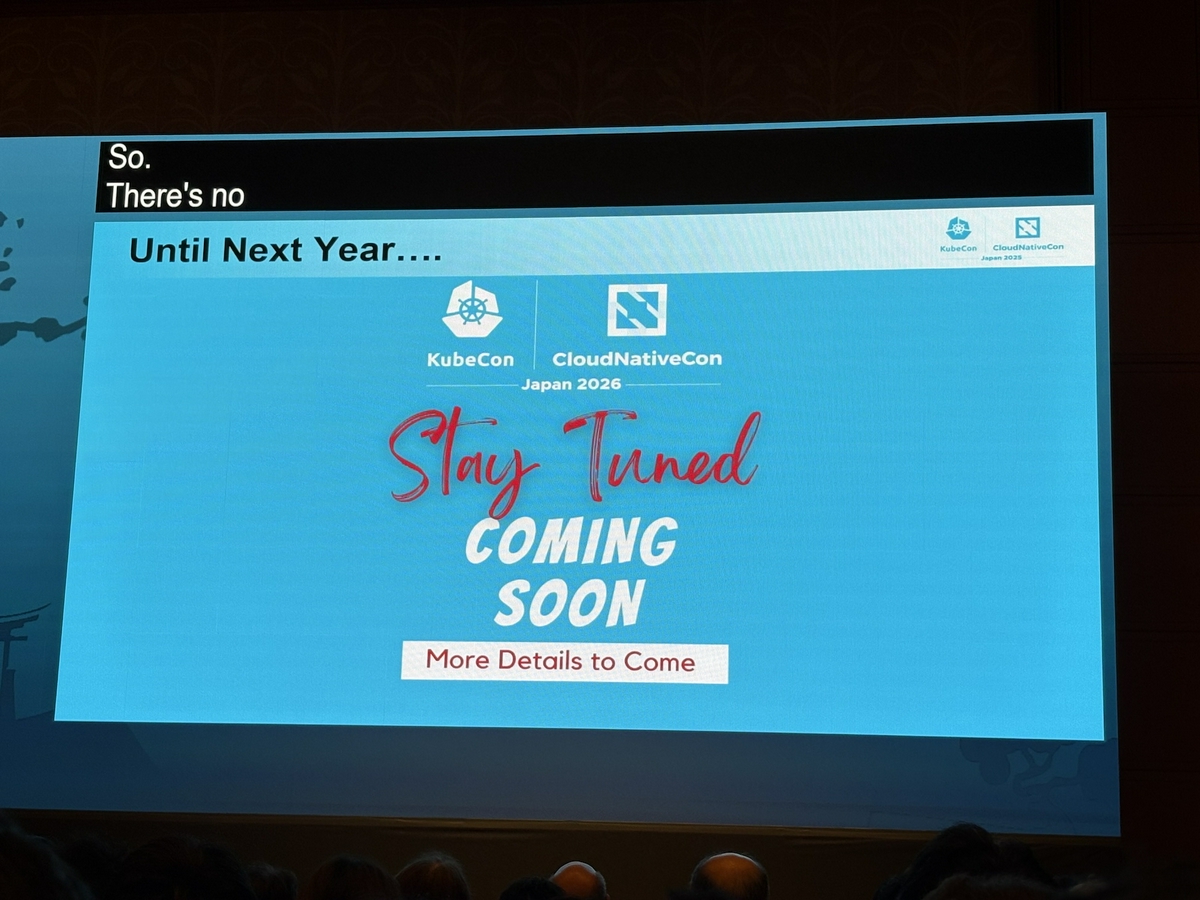 So.
There's no
Until Next Year....
KubeCon
CloudNativeCon
Japan 2025
KubeCon
CloudNativeCon
Japan 2026
Stay Tuned
COMING
SOON
More Details to Come